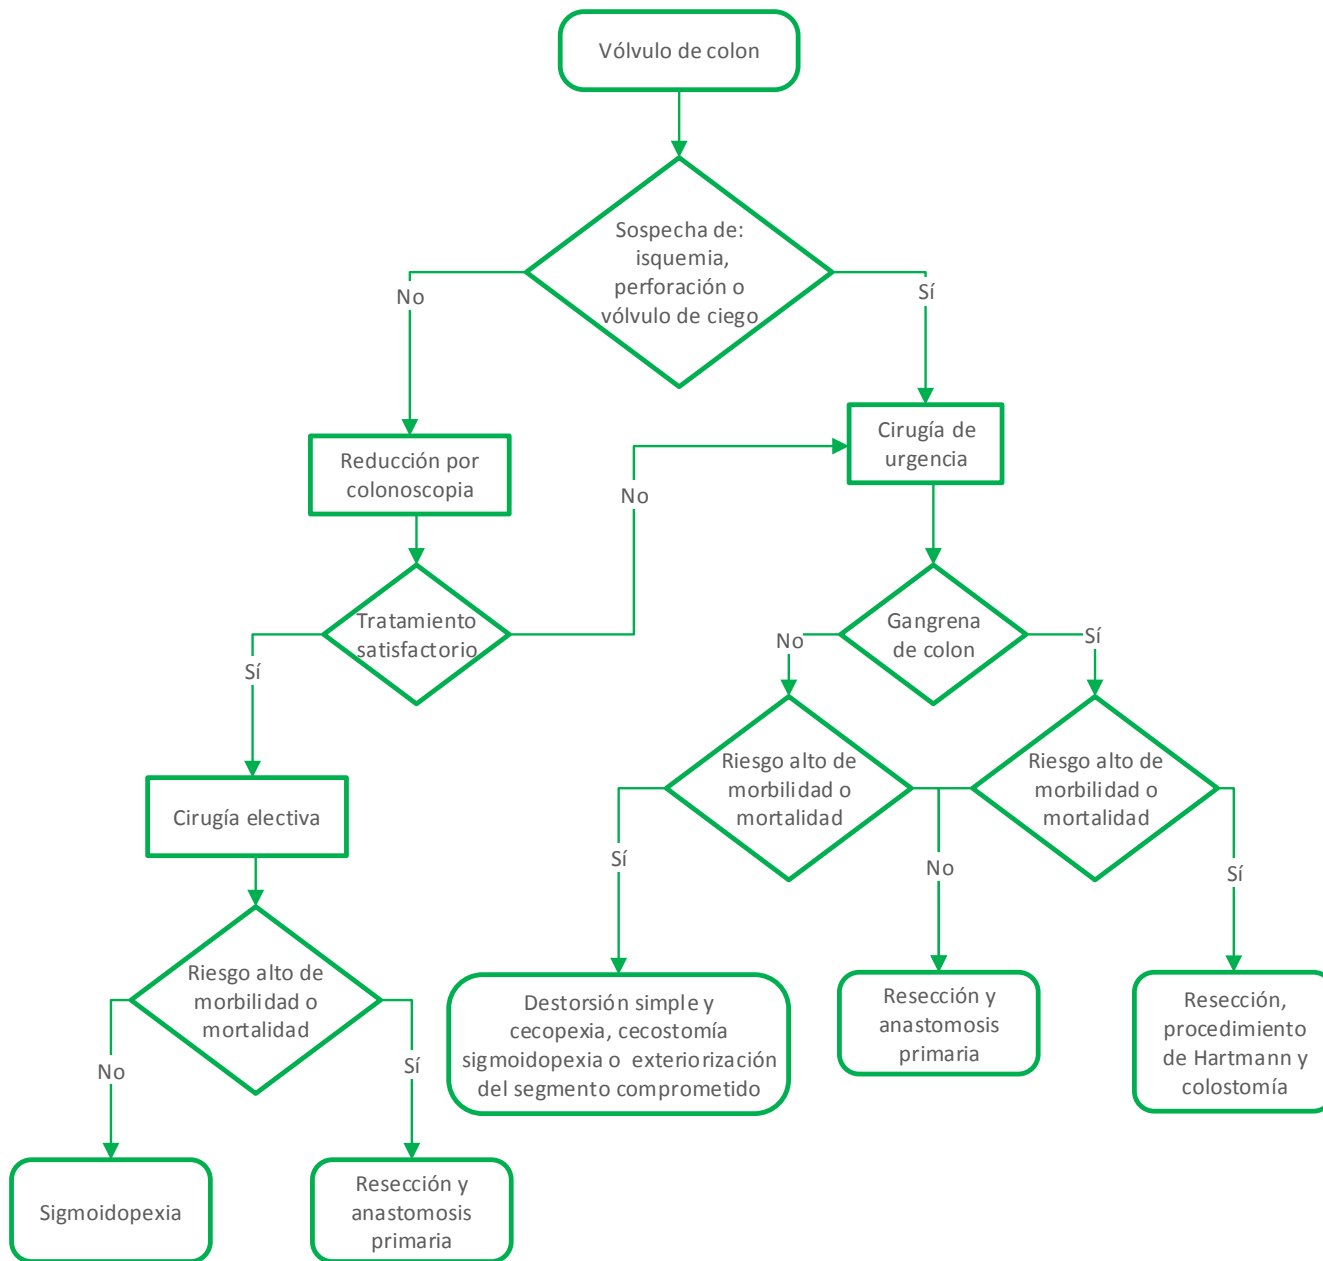 Vólvulo de colon
Sospecha de:
isquemia,
perforación o
vólvulo de ciego
No
Sí
Reducción por
colonoscopia
Cirugía de
urgencia
No
Tratamiento
satisfactorio
Sí
Gangrena
de colon
No
Sí
Riesgo alto de
morbilidad o
mortalidad
Riesgo alto de
morbilidad o
mortalidad
Cirugía electiva
Sí
No
Sí
Riesgo alto de
morbilidad o
mortalidad
No
Sí
Destorsión simple y
cecopexia, cecostomía
sigmoidopexia o exteriorización
del segmento comprometido
Resección y
anastomosis
primaria
Resección,
procedimiento
de Hartmann y
colostomía
Sigmoidopexia
Resección y
anastomosis
primaria